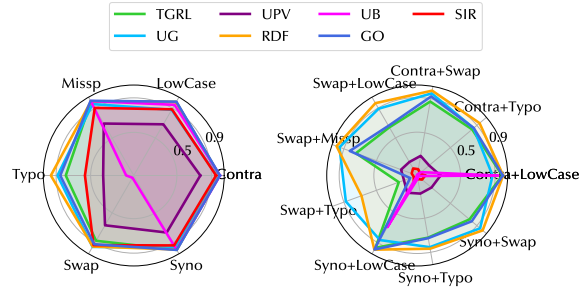 TGRL UPV UB SIR
UG RDF GO
Missp LowCase
0.9
0.5
Typo Contra
Swap Syno
Contra+Swap
Swap+LowCase
Contra+Typo
0.9
Swap+Missp 0.5
Contra+LowCase
Swap+Typo
Syno+Swap
Syno+LowCase
Syno+Typo